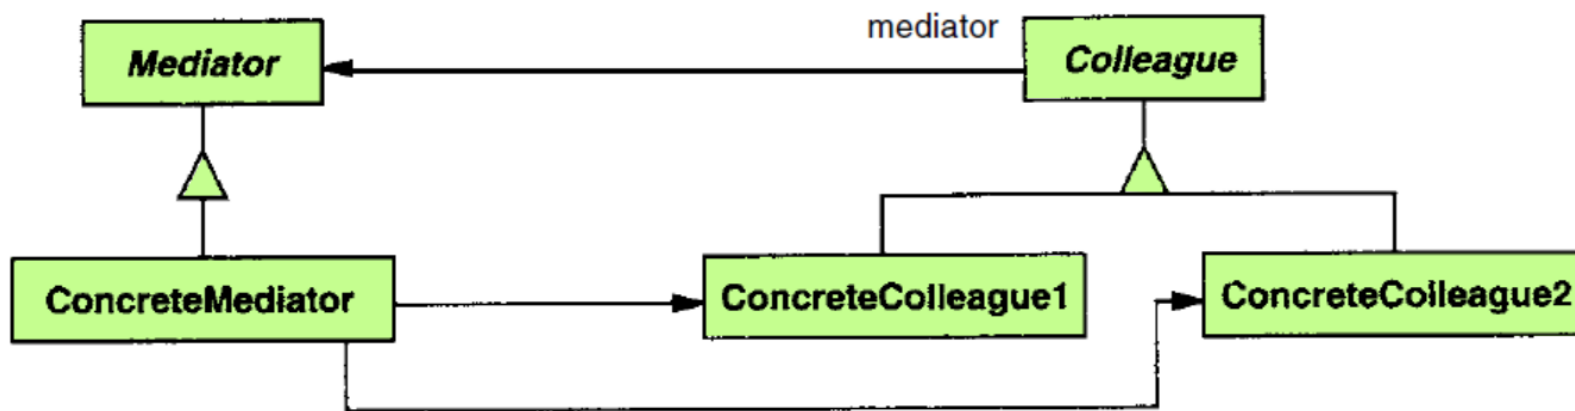 mediator
Mediator
Colleague
ConcreteMediator
ConcreteColleague1
ConcreteColleague2